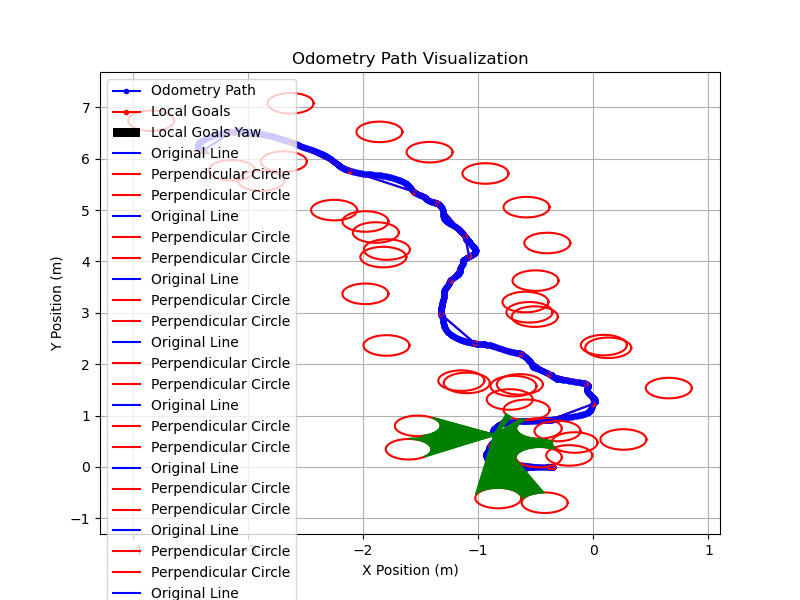 Odometry Path Visualization
Odometry Path
Local Goals
Local Goals Yaw
Original Line
Perpendicular Circle
Perpendicular Circle
Original Line
Perpendicular Circle
Perpendicular Circle
Original Line
Perpendicular Circle
Perpendicular Circle
Original Line
Perpendicular Circle
Perpendicular Circle
Original Line
Perpendicular Circle
Perpendicular Circle
Original Line
Perpendicular Circle
Perpendicular Circle
Original Line
Perpendicular Circle
Perpendicular Circle
Original Line
Y Position (m)
7
6
5
4
3
2
1
0
−1
−4
−3
−2
−1
0
1
X Position (m)